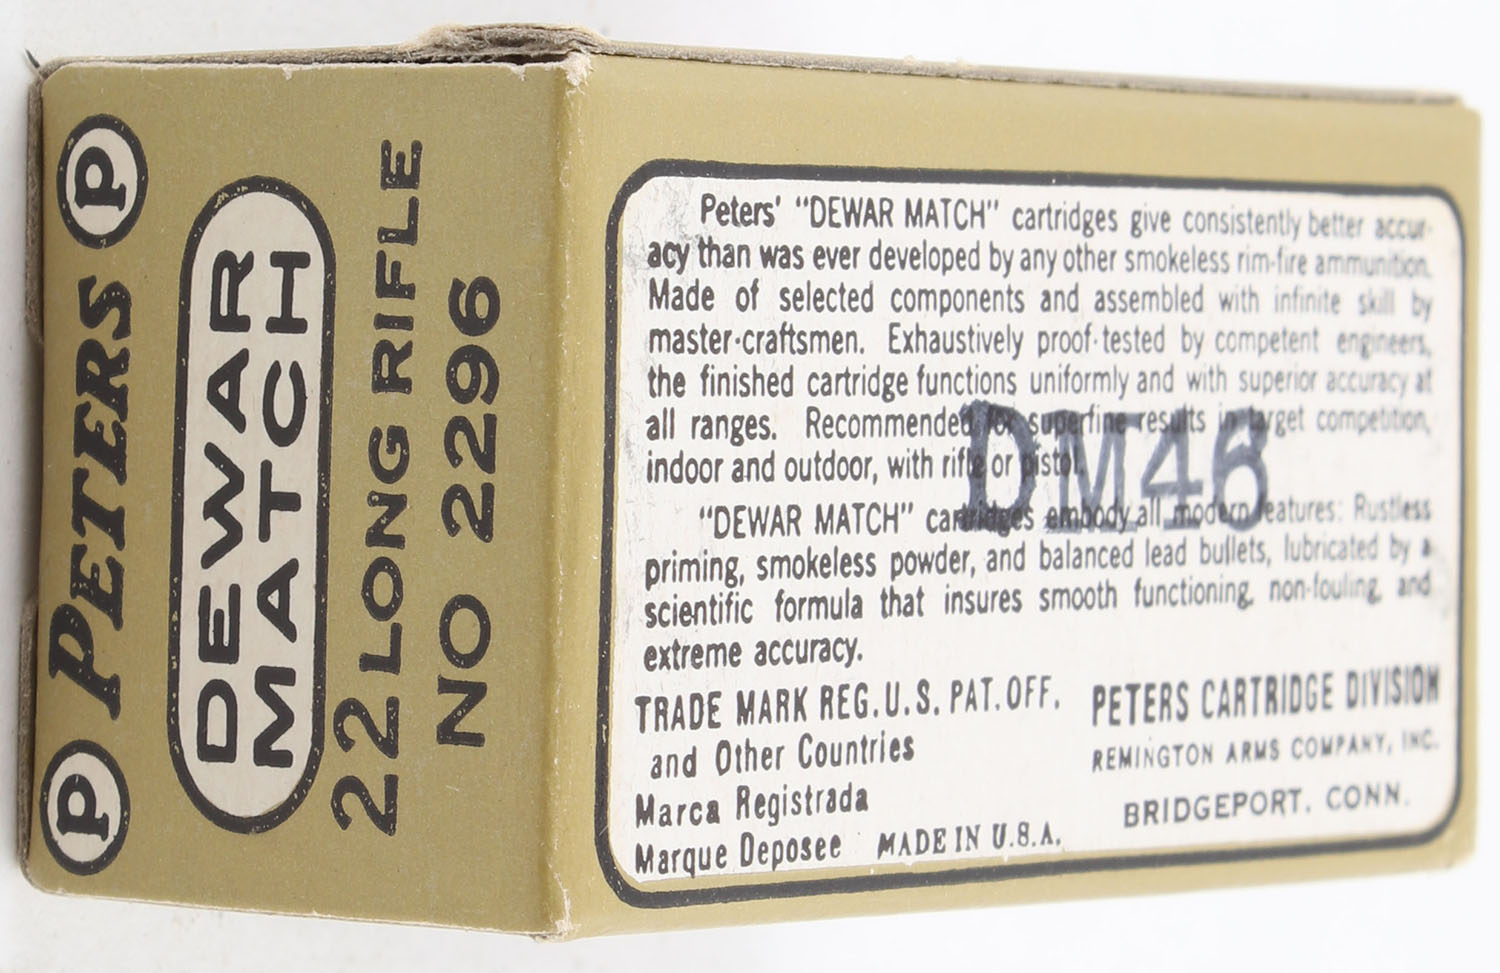 P PETERS P
DEWAR
MATCH
22 LONG RIFLE
NO 2296
Peters' "DEWAR MATCH" cartridges give consistently better accur-
acy than was ever developed by any other smokeless rim-fire ammunition.
Made of selected components and assembled with infinite skill by
master-craftsmen. Exhaustively proof-tested by competent engineers,
the finished cartridge functions uniformly and with superior accuracy at
all ranges. Recommended for superfine results in target competition,
indoor and outdoor, with rifle or pistol.
"DEWAR MATCH" cartridges embody all modern features: Rustless
priming, smokeless powder, and balanced lead bullets, lubricated by a
scientific formula that insures smooth functioning, non-fouling, and
extreme accuracy.
DM46
TRADE MARK REG. U.S. PAT. OFF.
and Other Countries
Marca Registrada
Marque Deposee MADE IN U.S.A.
PETERS CARTRIDGE DIVISION
REMINGTON ARMS COMPANY, INC.
BRIDGEPORT. CONN.